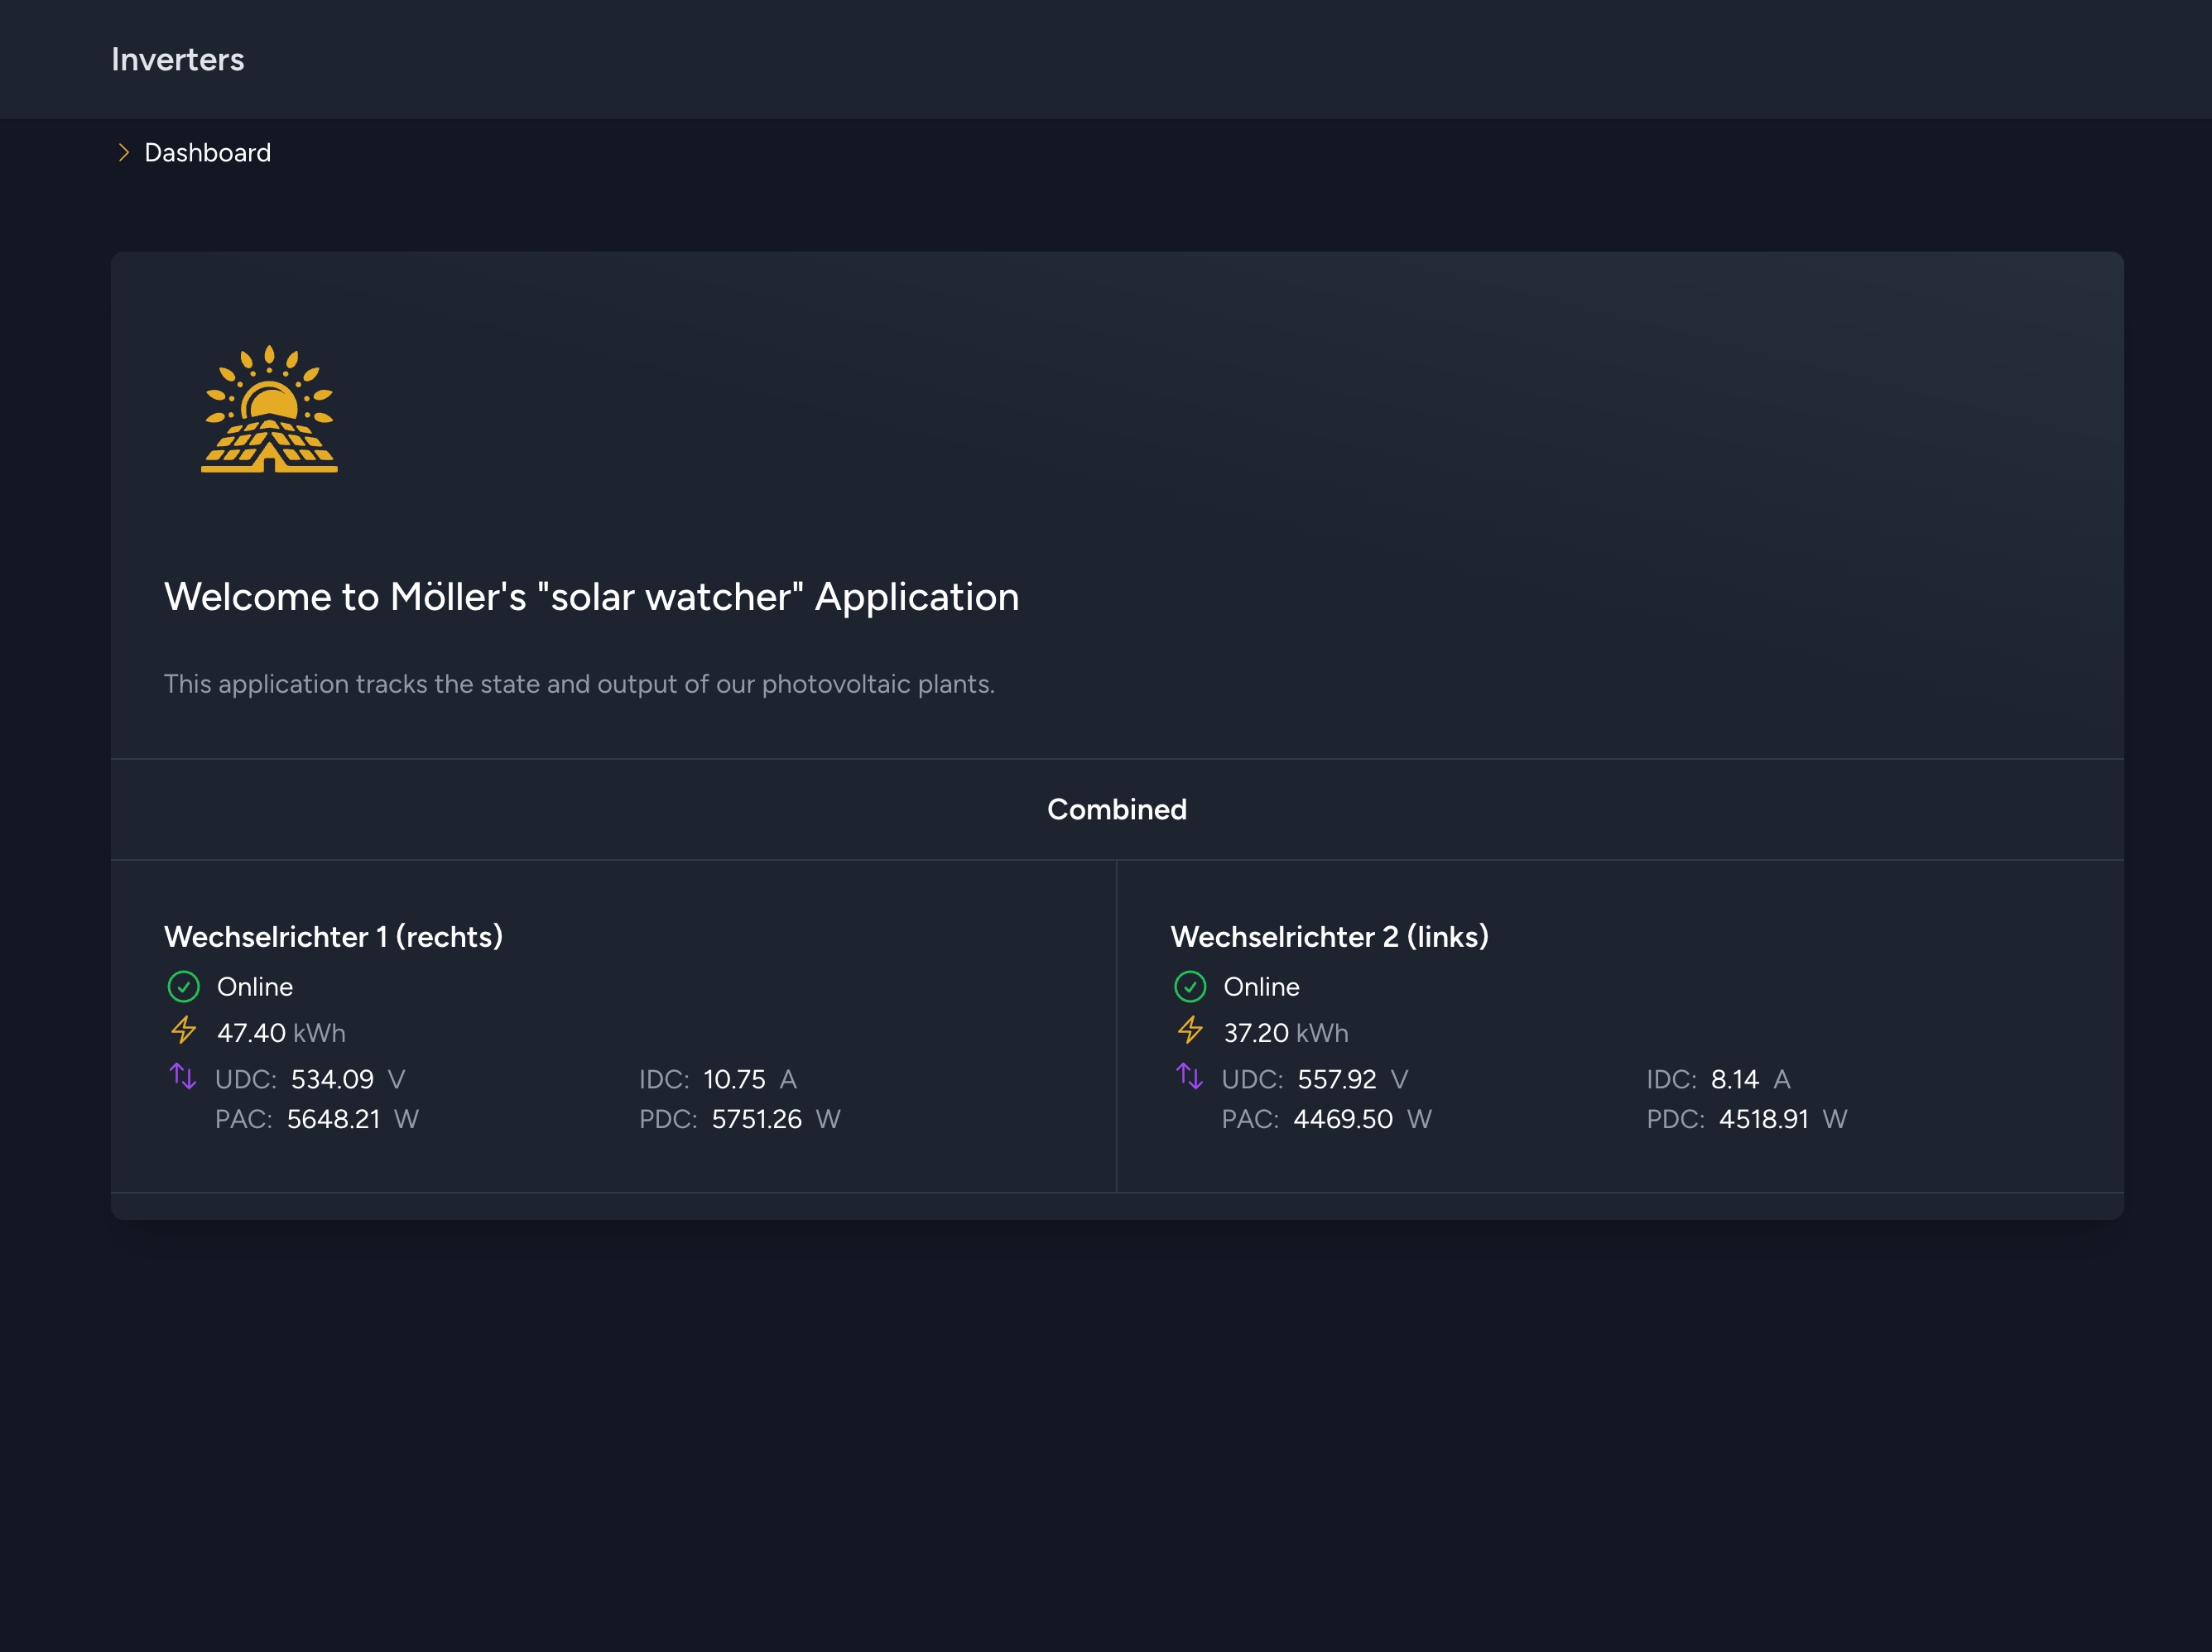 Inverters
Dashboard
Welcome to Möller's "solar watcher" Application
This application tracks the state and output of our photovoltaic plants.
Combined
Wechselrichter 1 (rechts)
Online
47.40 kWh
UDC: 534.09 V IDC: 10.75 A
PAC: 5648.21 W PDC: 5751.26 W
Wechselrichter 2 (links)
Online
37.20 kWh
UDC: 557.92 V IDC: 8.14 A
PAC: 4469.50 W PDC: 4518.91 W